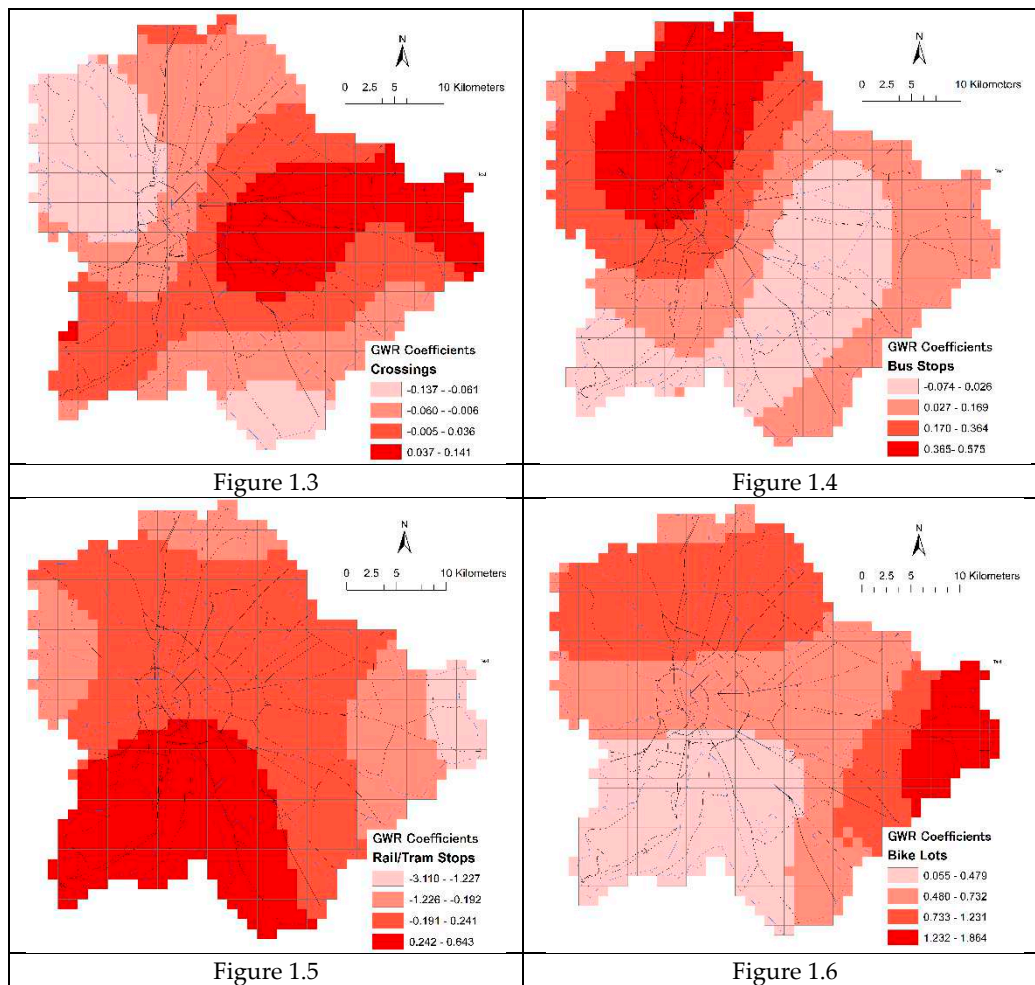 N
0 2.5 5 10 Kilometers
GWR Coefficients
Crossings
-0.137 - -0.061
-0.060 - -0.006
-0.005 - 0.036
0.037 - 0.141
Figure 1.3
N
0 2.5 5 10 Kilometers
GWR Coefficients
Bus Stops
-0.074 - 0.026
0.027 - 0.169
0.170 - 0.364
0.365- 0.575
Figure 1.4
N
0 2.5 5 10 Kilometers
GWR Coefficients
Rail/Tram Stops
-3.110 - -1.227
-1.226 - -0.192
-0.191 - 0.241
0.242 - 0.643
Figure 1.5
N
0 2.5 5 10 Kilometers
GWR Coefficients
Bike Lots
0.055 - 0.479
0.480 - 0.732
0.733 - 1.231
1.232 - 1.864
Figure 1.6